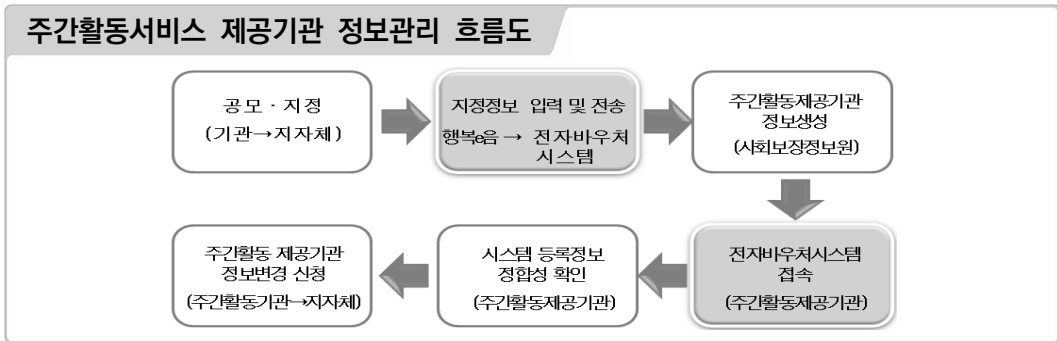 주간활동서비스 제공기관 정보관리 흐름도
공모 · 지정
(기관→지자체)
지정정보 입력 및 전송
행복e음 → 전자바우처
시스템
주간활동제공기관
정보생성
(사회보장정보원)
전자바우처시스템
접속
(주간활동제공기관)
시스템 등록정보
정합성 확인
(주간활동제공기관)
주간활동 제공기관
정보변경 신청
(주간활동기관→지자체)